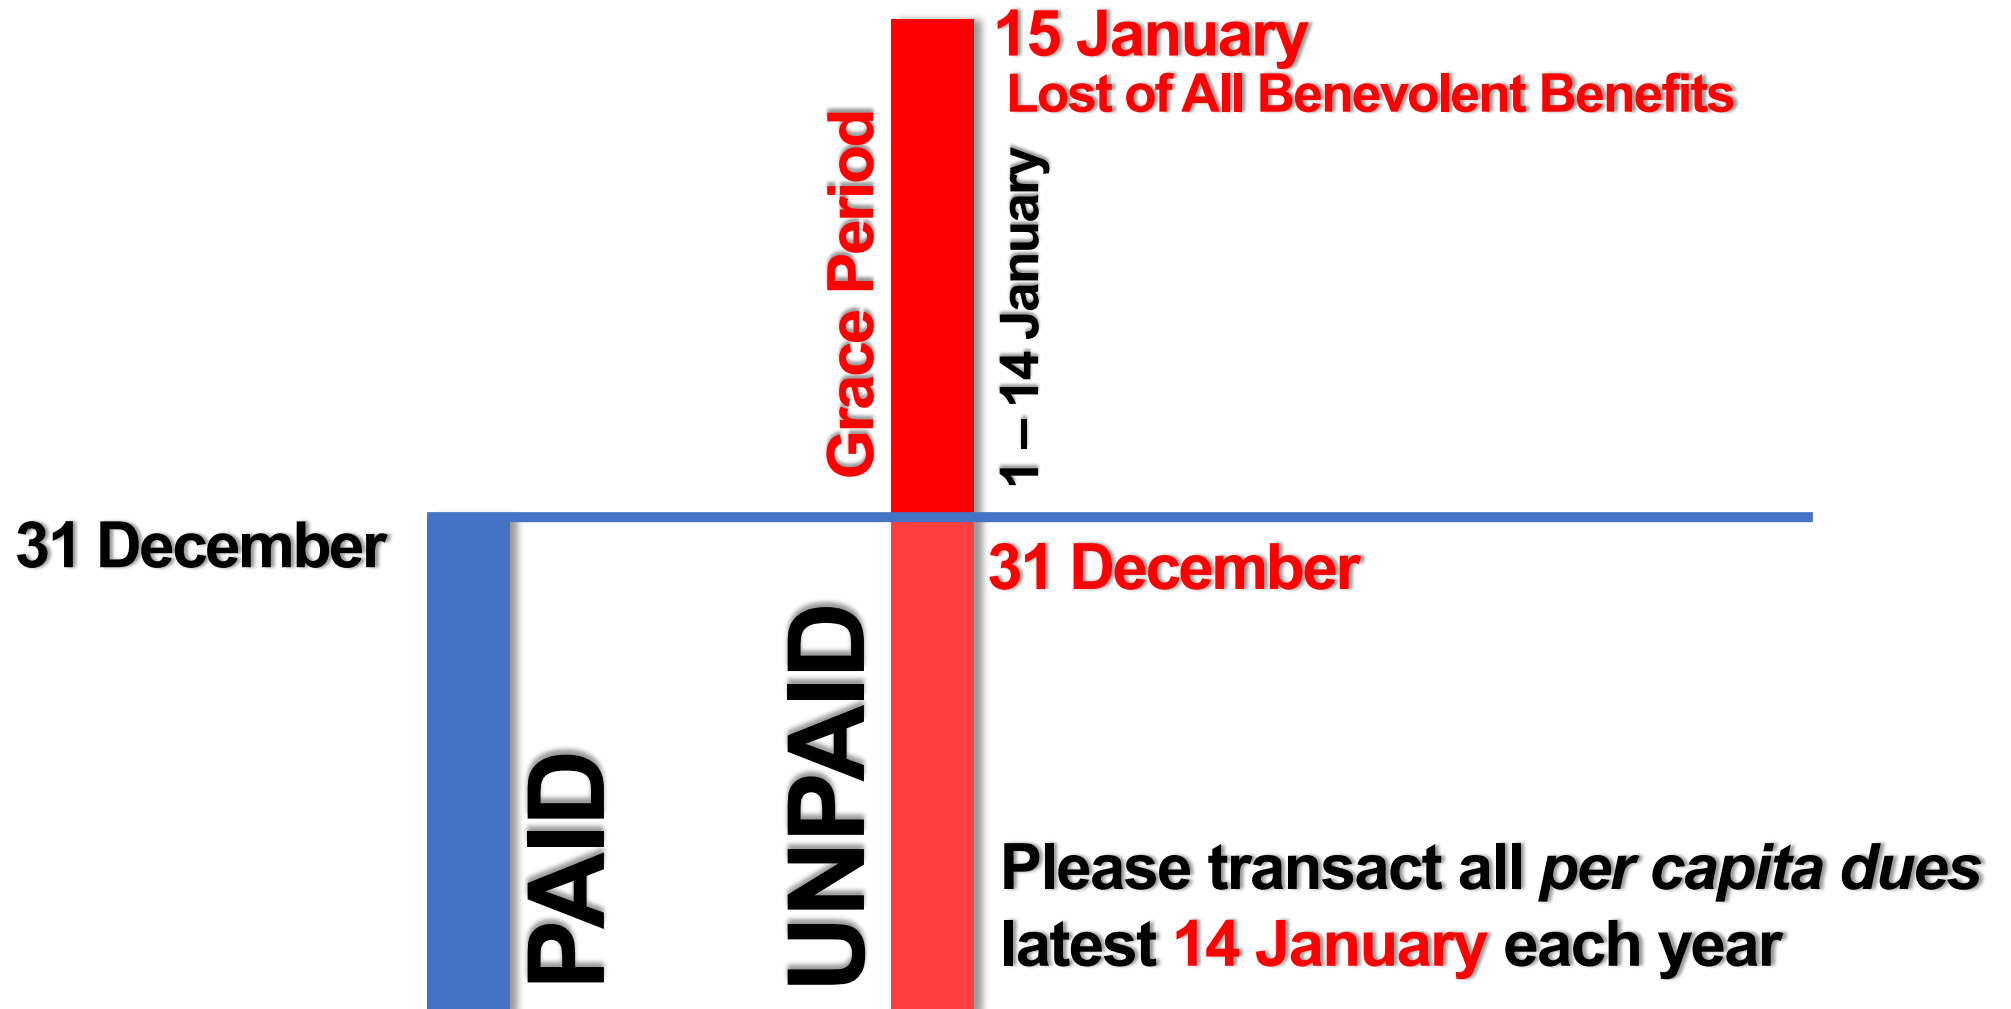 15 January
Lost of All Benevolent Benefits
Grace Period
1 – 14 January
31 December
31 December
PAID
UNPAID
Please transact all per capita dues
latest 14 January each year